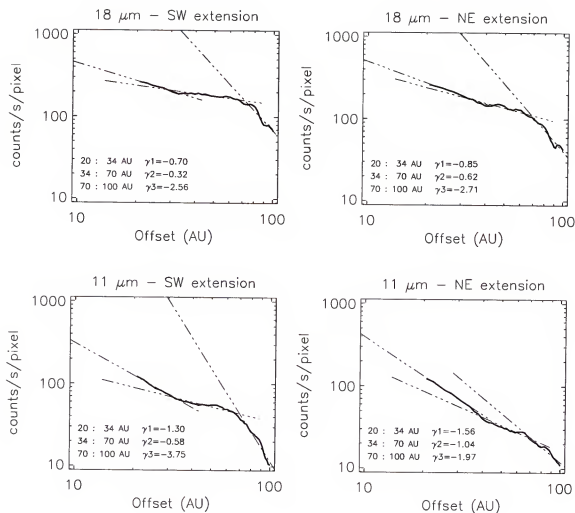 18 μm – SW extension
1000
100
10
counts/s/pixel
20 : 34 AU γ1=−0.70
34 : 70 AU γ2=−0.32
70 : 100 AU γ3=−2.56
10 100
Offset (AU)
18 μm – NE extension
1000
100
10
counts/s/pixel
20 : 34 AU γ1=−0.85
34 : 70 AU γ2=−0.62
70 : 100 AU γ3=−2.71
10 100
Offset (AU)
11 μm – SW extension
1000
100
10
counts/s/pixel
20 : 34 AU γ1=−1.30
34 : 70 AU γ2=−0.58
70 : 100 AU γ3=−3.75
10 100
Offset (AU)
11 μm – NE extension
1000
100
10
counts/s/pixel
20 : 34 AU γ1=−1.56
34 : 70 AU γ2=−1.04
70 : 100 AU γ3=−1.97
10 100
Offset (AU)